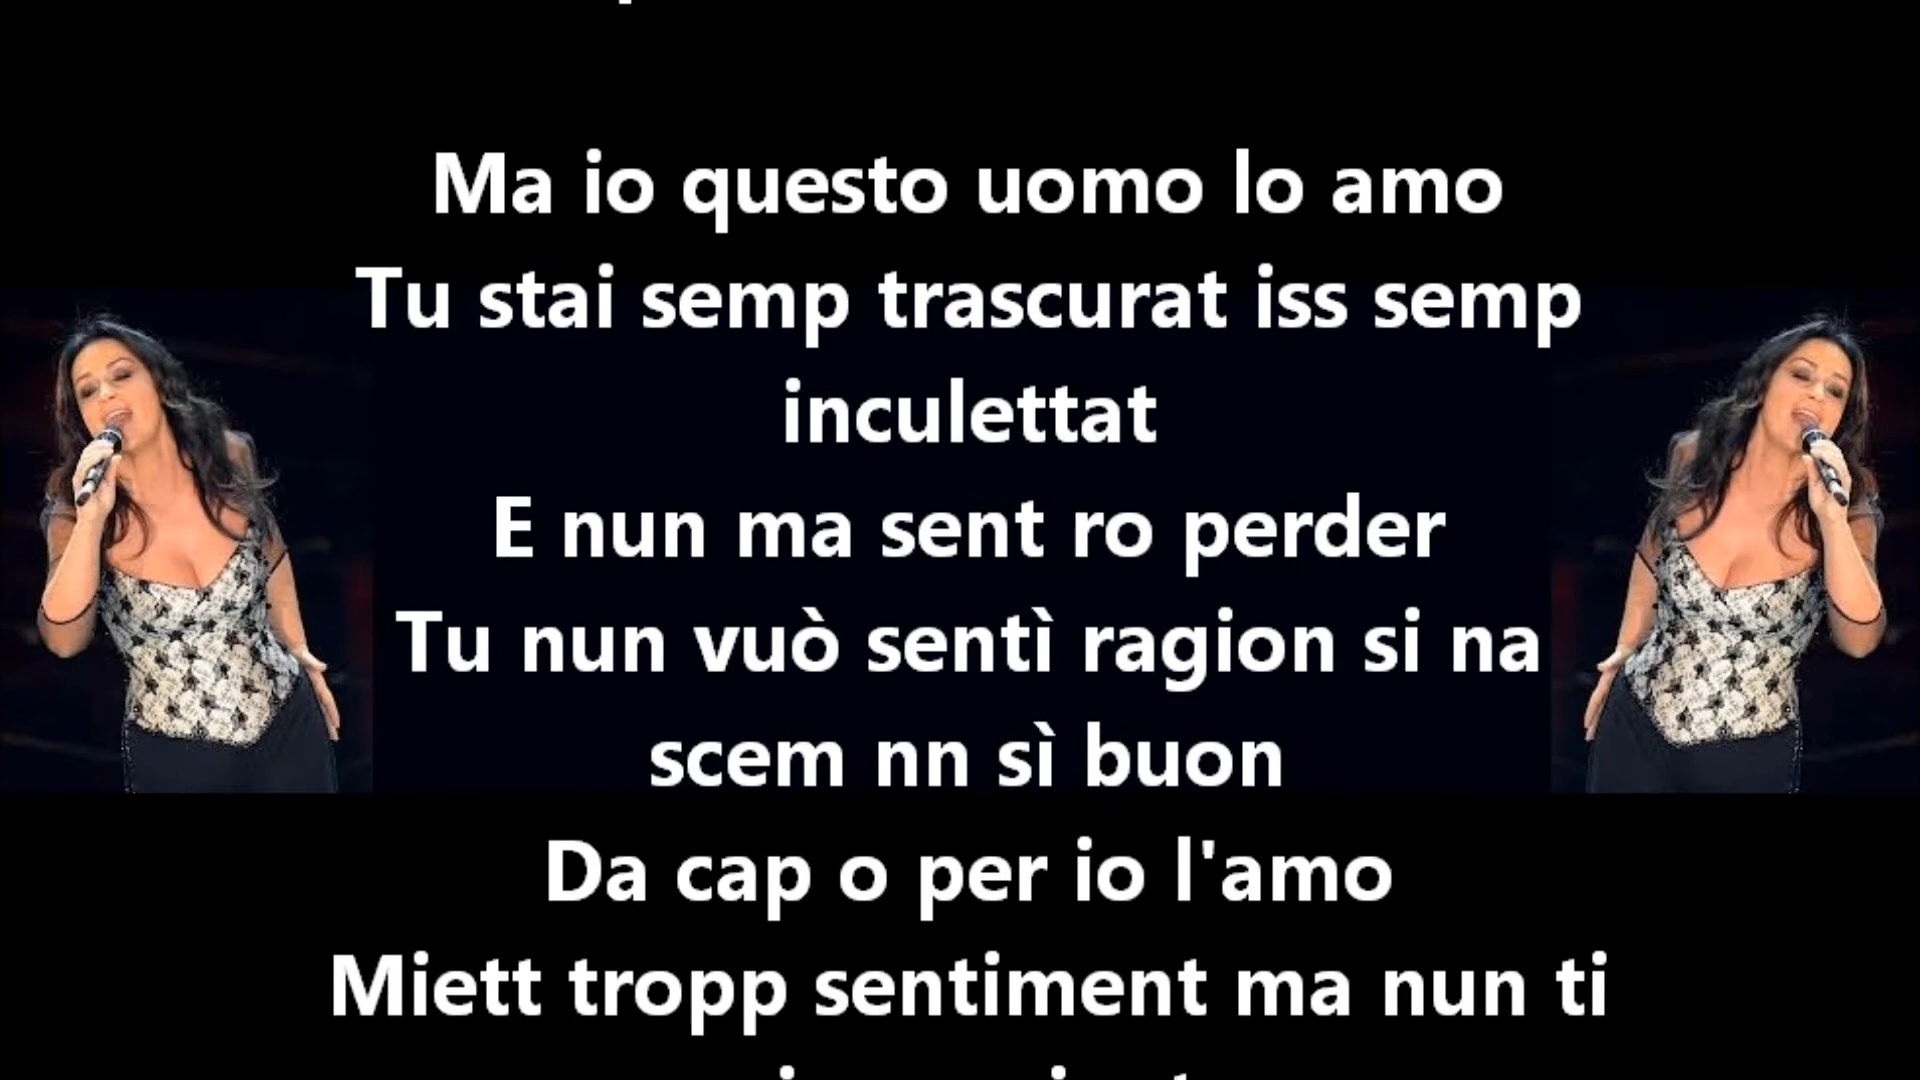 Ma io questo uomo lo amo
Tu stai semp trascurat iss semp
inculettat
E nun ma sent ro perder
Tu nun vuò sentì ragion si na
scem nn sì buon
Da cap o per io l'amo
Miett tropp sentiment ma nun ti